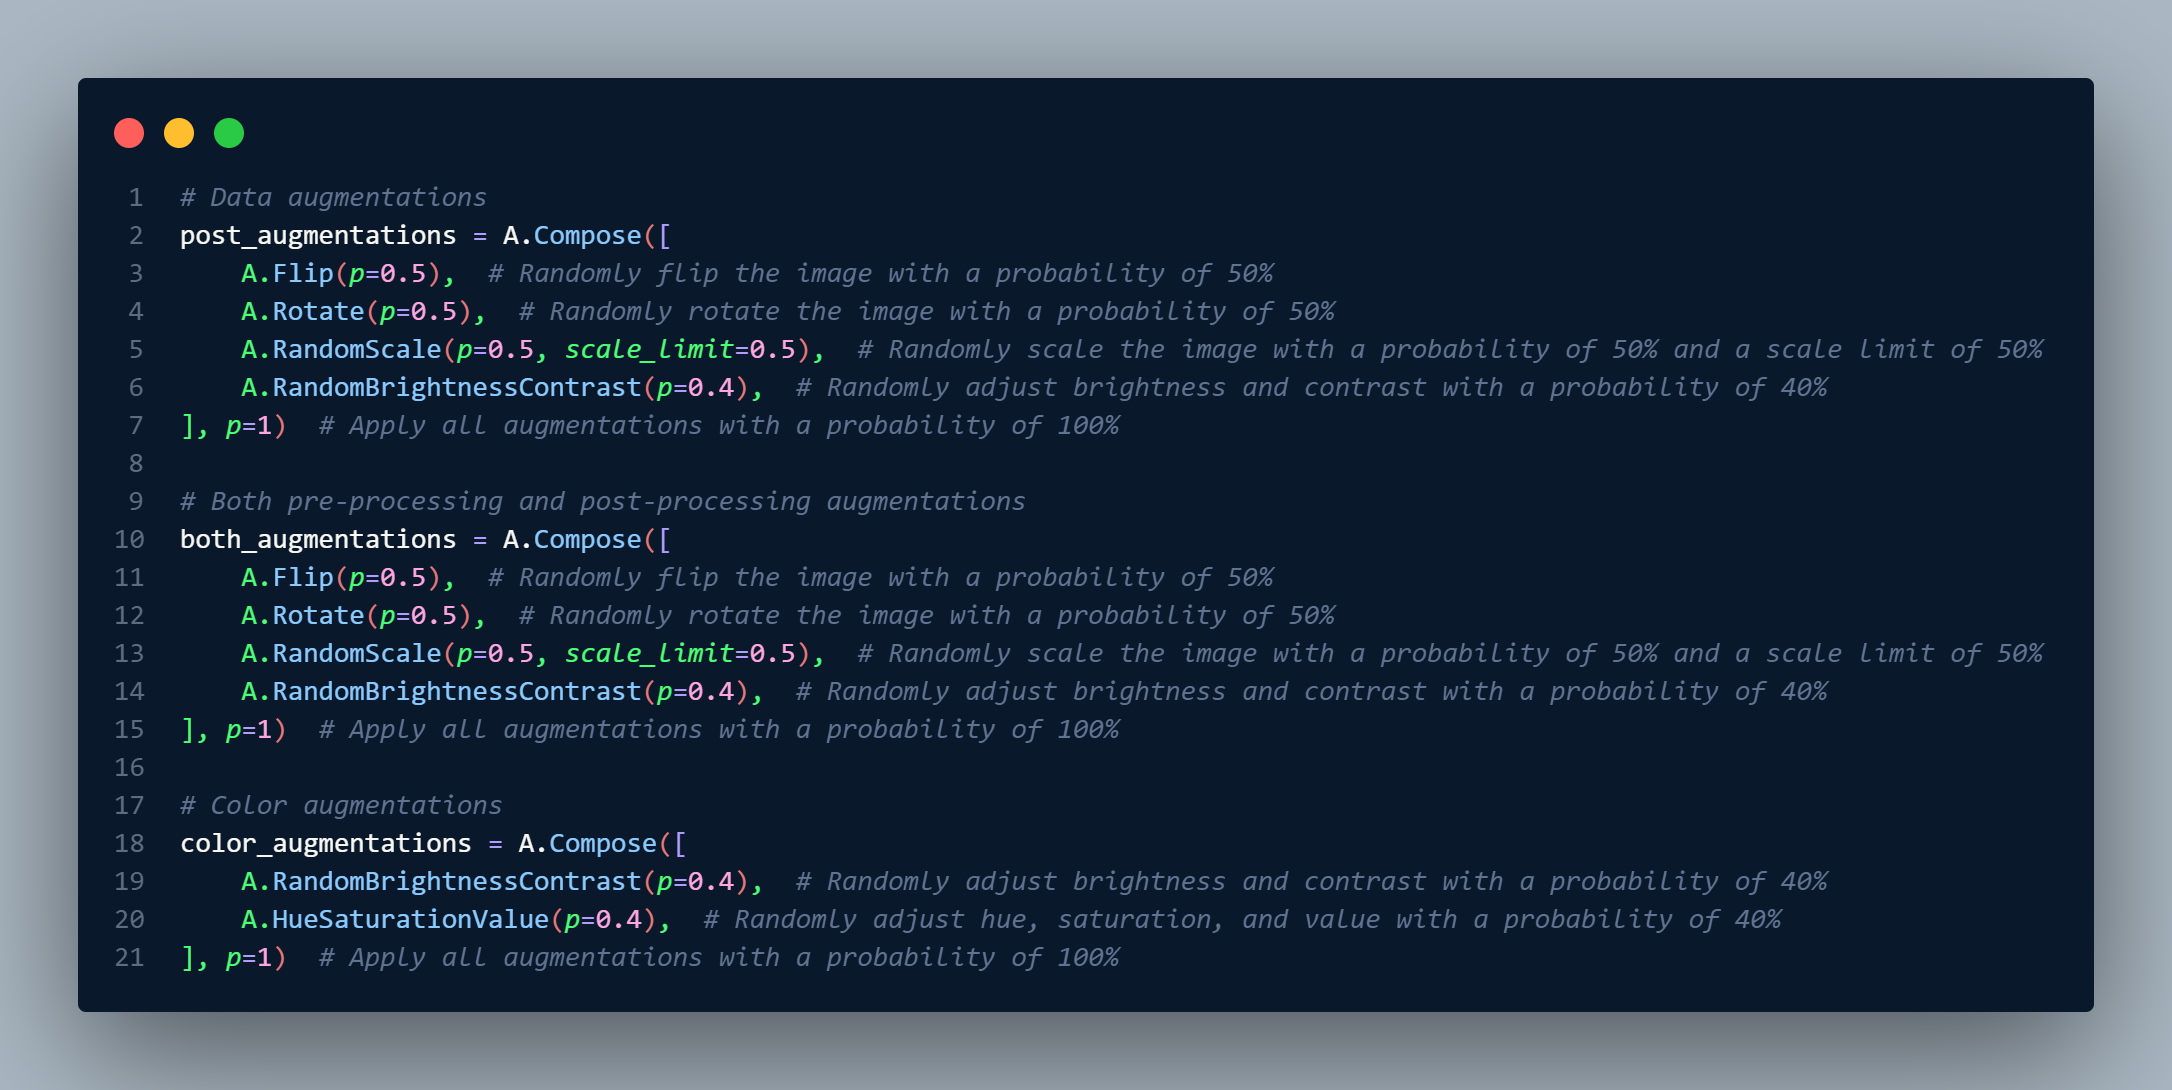 1 # Data augmentations
2 post_augmentations = A.Compose([
3     A.Flip(p=0.5),  # Randomly flip the image with a probability of 50%
4     A.Rotate(p=0.5),  # Randomly rotate the image with a probability of 50%
5     A.RandomScale(p=0.5, scale_limit=0.5),  # Randomly scale the image with a probability of 50% and a scale limit of 50%
6     A.RandomBrightnessContrast(p=0.4),  # Randomly adjust brightness and contrast with a probability of 40%
7 ], p=1)  # Apply all augmentations with a probability of 100%
8
9 # Both pre-processing and post-processing augmentations
10 both_augmentations = A.Compose([
11     A.Flip(p=0.5),  # Randomly flip the image with a probability of 50%
12     A.Rotate(p=0.5),  # Randomly rotate the image with a probability of 50%
13     A.RandomScale(p=0.5, scale_limit=0.5),  # Randomly scale the image with a probability of 50% and a scale limit of 50%
14     A.RandomBrightnessContrast(p=0.4),  # Randomly adjust brightness and contrast with a probability of 40%
15 ], p=1)  # Apply all augmentations with a probability of 100%
16
17 # Color augmentations
18 color_augmentations = A.Compose([
19     A.RandomBrightnessContrast(p=0.4),  # Randomly adjust brightness and contrast with a probability of 40%
20     A.HueSaturationValue(p=0.4),  # Randomly adjust hue, saturation, and value with a probability of 40%
21 ], p=1)  # Apply all augmentations with a probability of 100%